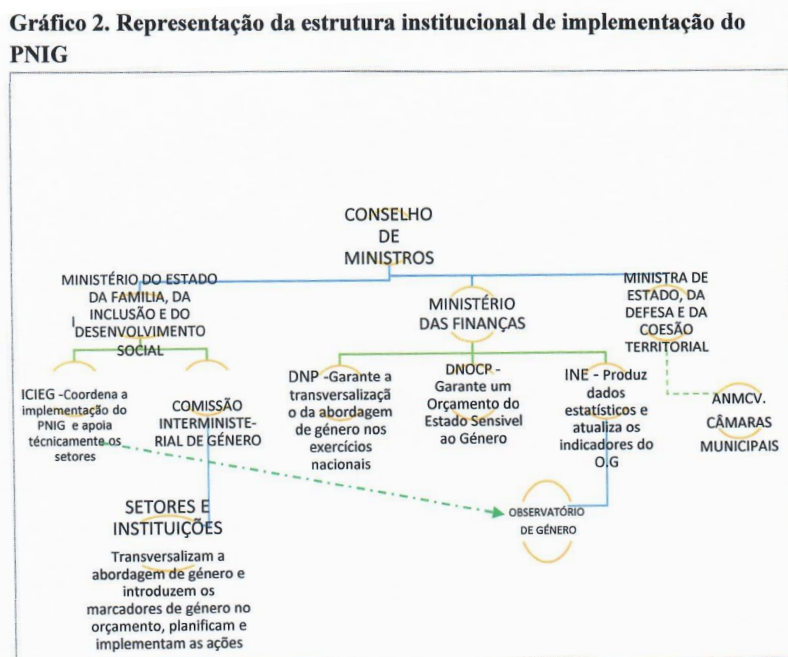 Gráfico 2. Representação da estrutura institucional de implementação do
PNIG
CONSELHO
DE
MINISTROS
MINISTÉRIO DO ESTADO
DA FAMILIA, DA
INCLUSÃO E DO
DESENVOLVIMENTO
SOCIAL
MINISTÉRIO
DAS FINANÇAS
MINISTRA DE
ESTADO, DA
DEFESA E DA
COESÃO
TERRITORIAL
ICIEG -Coordena a
implementação do
PNIG e apoia
técnicamente os
setores
COMISSÃO
INTERMINISTE-
RIAL DE GÉNERO
DNP -Garante a
transversalizaçã
o da abordagem
de género nos
exercícios
nacionais
DNOCP -
Garante um
Orçamento do
Estado Sensivel
ao Género
INE - Produz
dados
estatísticos e
atualiza os
indicadores do
O.G
ANMCV.
CÂMARAS
MUNICIPAIS
SETORES E
INSTITUIÇÕES
Transversalizam a
abordagem de género e
introduzem os
marcadores de género no
orçamento, planificam e
implementam as ações
OBSERVATÓRIO
DE GÉNERO